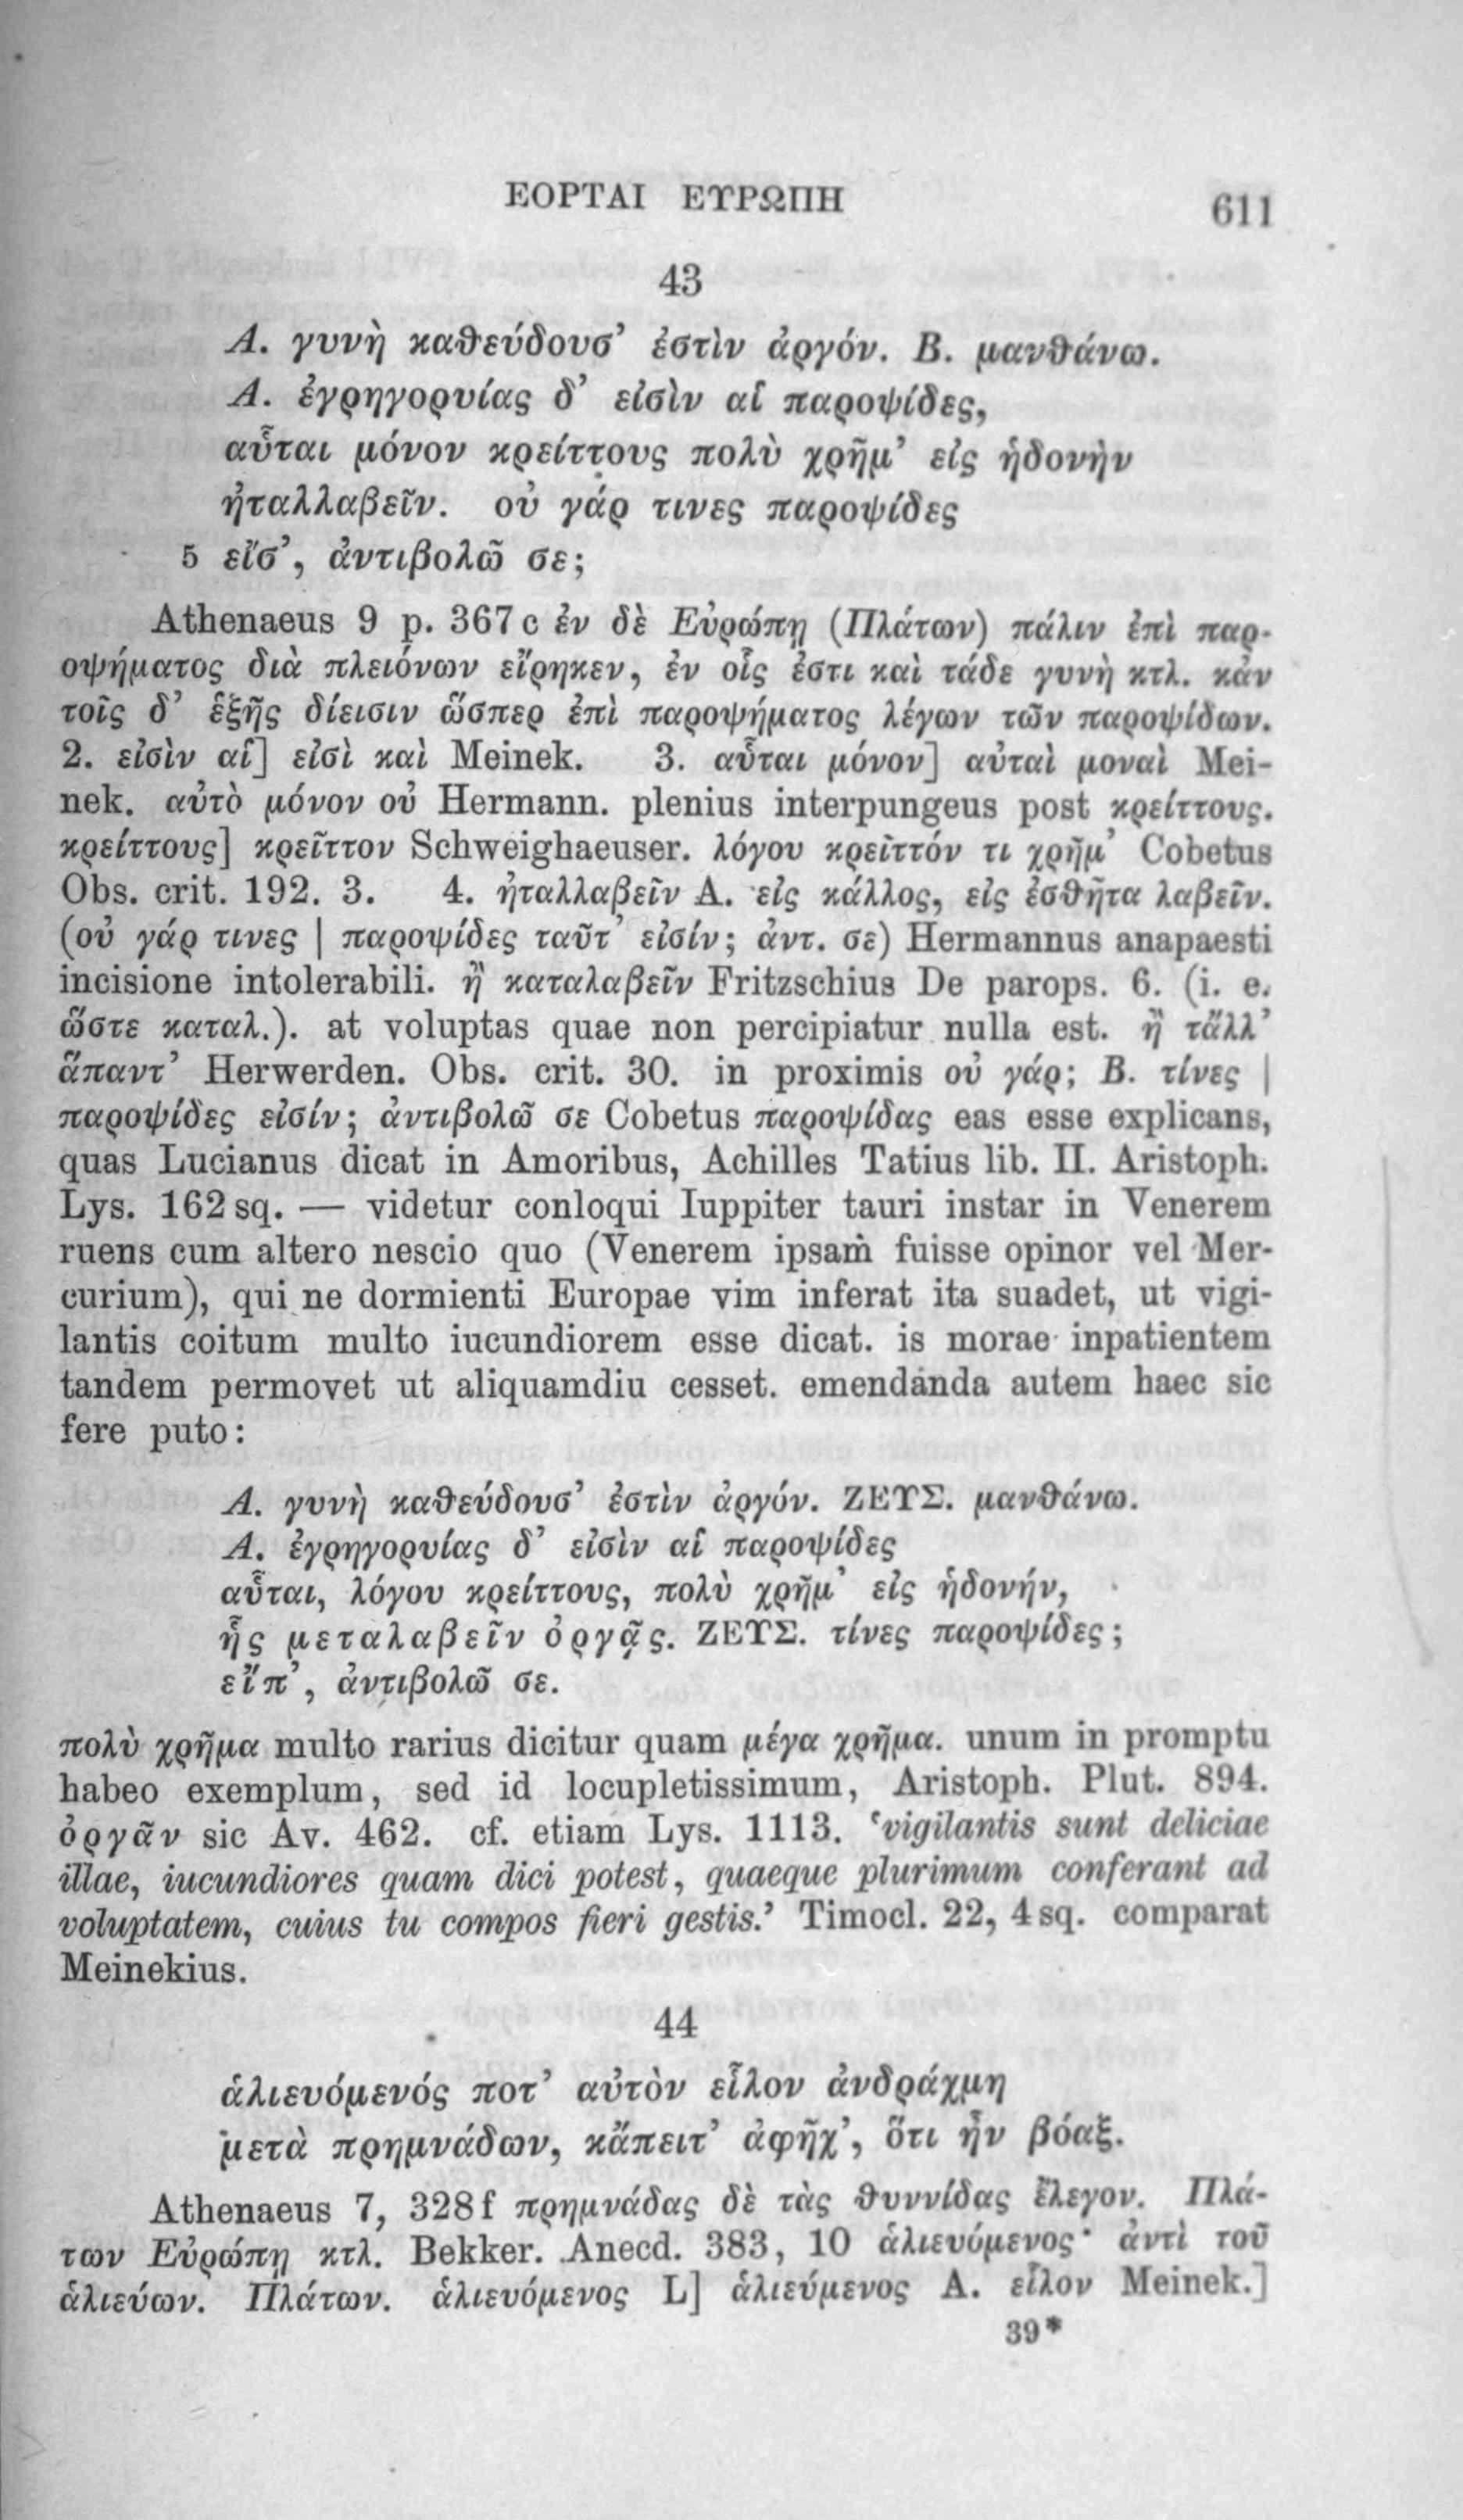 ΕΟΡΤΑΙ ΕΥΡΩΠΗ 611
43
Α. γυνὴ καθεύδουσ’ ἐστὶν ἀργόν. Β. μανθάνω.
Α. ἐγρηγορυίας δ’ εἰσὶν αἱ παροψίδες,
αὗται μόνον κρείττους πολὺ χρῆμ’ εἰς ἡδονὴν
ἠταλλαβεῖν. οὐ γάρ τινες παροψίδες
5 εἴσ’, ἀντιβολῶ σε;
Athenaeus 9 p. 367 c ἐν δὲ Εὐρώπῃ (Πλάτων) πάλιν ἐπὶ παρ-
οψήματος διὰ πλειόνων εἴρηκεν, ἐν οἷς ἐστι καὶ τάδε γυνὴ κτλ. κἀν
τοῖς δ’ ἑξῆς δίεισιν ὥσπερ ἐπὶ παροψήματος λέγων τῶν παροψίδων.
2. εἰσὶν αἱ] εἰσὶ καὶ Meinek. 3. αὗται μόνον] αὐταὶ μοναὶ Mei-
nek. αὐτὸ μόνον οὐ Hermann. plenius interpungeus post κρείττους.
κρείττους] κρεῖττον Schweighaeuser. λόγου κρεῖττόν τι χρῆμ’ Cobetus
Obs. crit. 192. 3. 4. ἠταλλαβεῖν A. εἰς κάλλος, εἰς ἐσθῆτα λαβεῖν.
(οὐ γάρ τινες | παροψίδες ταῦτ’ εἰσίν; ἀντ. σε) Hermannus anapaesti
incisione intolerabili. ἢ καταλαβεῖν Fritzschius De parops. 6. (i. e.
ὥστε καταλ.). at voluptas quae non percipiatur nulla est. ἢ τἄλλ’
ἅπαντ’ Herwerden. Obs. crit. 30. in proximis οὐ γάρ; Β. τίνες |
παροψίδες εἰσίν; ἀντιβολῶ σε Cobetus παροψίδας eas esse explicans,
quas Lucianus dicat in Amoribus, Achilles Tatius lib. II. Aristoph.
Lys. 162 sq. — videtur conloqui Iuppiter tauri instar in Venerem
ruens cum altero nescio quo (Venerem ipsam fuisse opinor vel Mer-
curium), qui ne dormienti Europae vim inferat ita suadet, ut vigi-
lantis coitum multo iucundiorem esse dicat. is morae inpatientem
tandem permovet ut aliquamdiu cesset. emendanda autem haec sic
fere puto:
Α. γυνὴ καθεύδουσ’ ἐστὶν ἀργόν. ΖΕΥΣ. μανθάνω.
Α. ἐγρηγορυίας δ’ εἰσὶν αἱ παροψίδες
αὗται, λόγου κρείττους, πολὺ χρῆμ’ εἰς ἡδονήν,
ἧς μεταλαβεῖν ὀργᾷς. ΖΕΥΣ. τίνες παροψίδες;
εἴπ’, ἀντιβολῶ σε.
πολὺ χρῆμα multo rarius dicitur quam μέγα χρῆμα. unum in promptu
habeo exemplum, sed id locupletissimum, Aristoph. Plut. 894.
ὀργᾶν sic Av. 462. cf. etiam Lys. 1113. ‘vigilantis sunt deliciae
illae, iucundiores quam dici potest, quaeque plurimum conferant ad
voluptatem, cuius tu compos fieri gestis.’ Timocl. 22, 4 sq. comparat
Meinekius.
44
ἁλιευόμενός ποτ’ αὐτὸν εἷλον ἀνδράχμη
μετὰ πρημνάδων, κἄπειτ’ ἀφῆχ’, ὅτι ἦν βόαξ.
Athenaeus 7, 328 f πρημνάδας δὲ τὰς θυννίδας ἔλεγον. Πλά-
των Εὐρώπῃ κτλ. Bekker. Anecd. 383, 10 ἁλιευόμενος· ἀντὶ τοῦ
ἁλιεύων. Πλάτων. ἁλιευόμενος L] ἁλιεύμενος A. εἷλον Meinek.]
39*